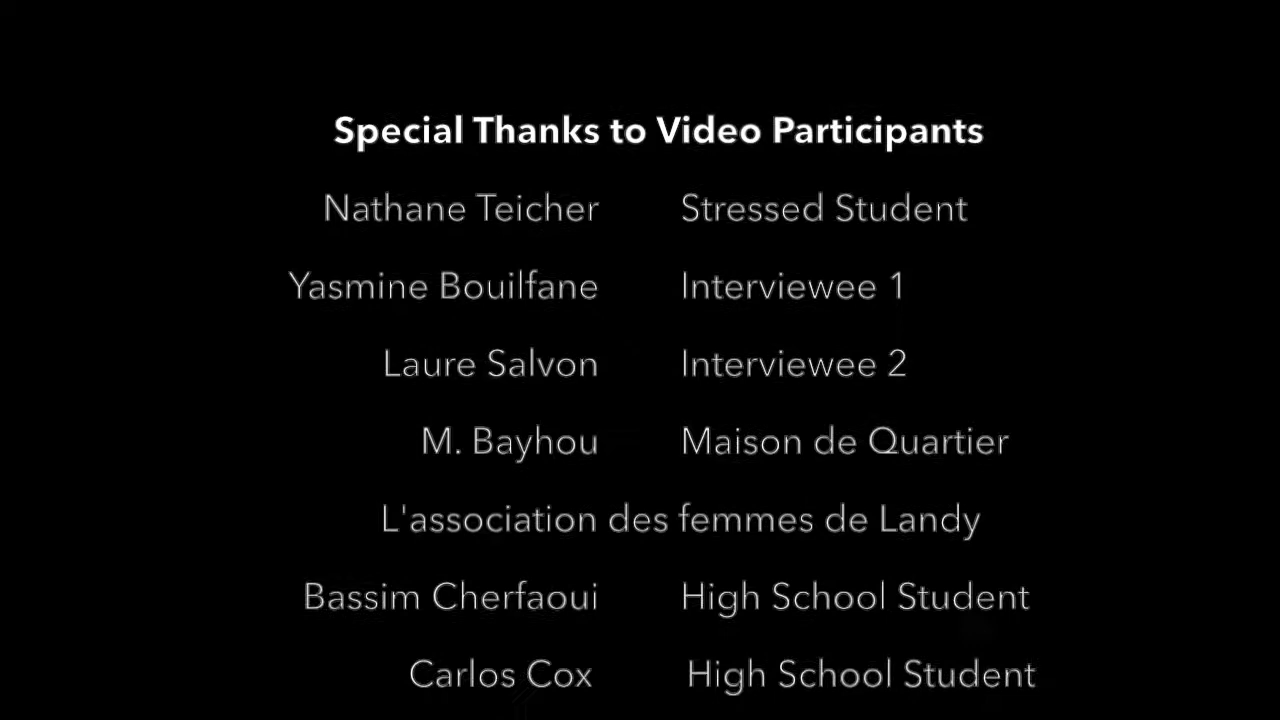 Special Thanks to Video Participants
Nathane Teicher Stressed Student
Yasmine Bouilfane Interviewee 1
Laure Salvon Interviewee 2
M. Bayhou Maison de Quartier
L'association des femmes de Landy
Bassim Cherfaoui High School Student
Carlos Cox High School Student